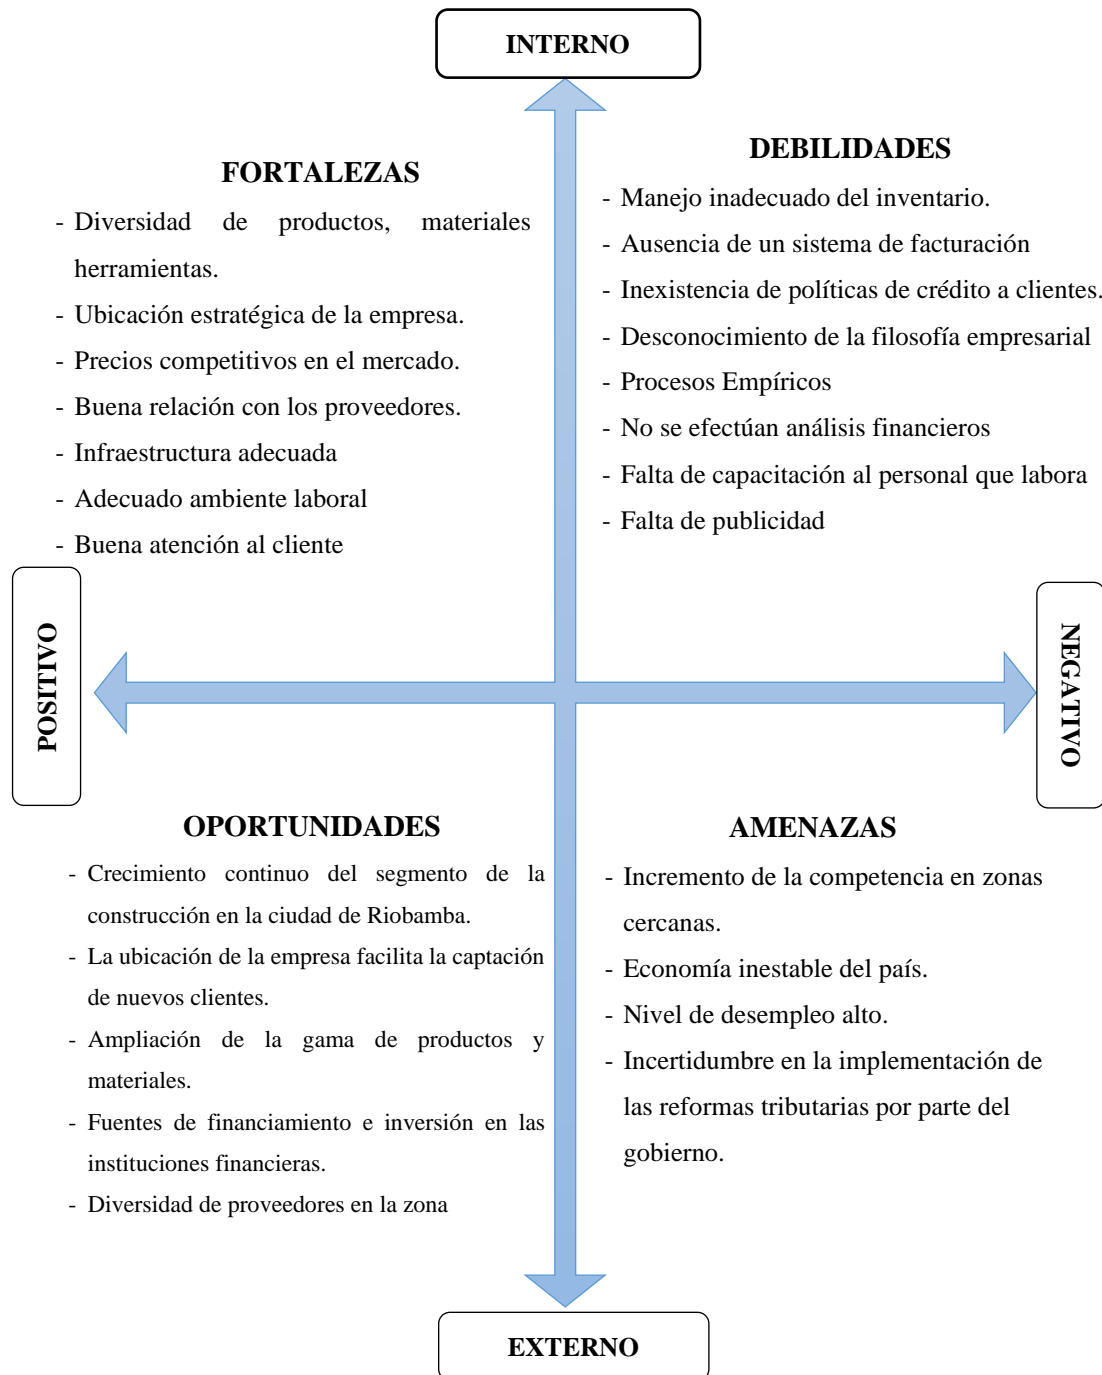 INTERNO
FORTALEZAS
- Diversidad de productos, materiales
herramientas.
- Ubicación estratégica de la empresa.
- Precios competitivos en el mercado.
- Buena relación con los proveedores.
- Infraestructura adecuada
- Adecuado ambiente laboral
- Buena atención al cliente
DEBILIDADES
- Manejo inadecuado del inventario.
- Ausencia de un sistema de facturación
- Inexistencia de políticas de crédito a clientes.
- Desconocimiento de la filosofía empresarial
- Procesos Empíricos
- No se efectúan análisis financieros
- Falta de capacitación al personal que labora
- Falta de publicidad
POSITIVO
NEGATIVO
OPORTUNIDADES
- Crecimiento continuo del segmento de la
construcción en la ciudad de Riobamba.
- La ubicación de la empresa facilita la captación
de nuevos clientes.
- Ampliación de la gama de productos y
materiales.
- Fuentes de financiamiento e inversión en las
instituciones financieras.
- Diversidad de proveedores en la zona
AMENAZAS
- Incremento de la competencia en zonas
cercanas.
- Economía inestable del país.
- Nivel de desempleo alto.
- Incertidumbre en la implementación de
las reformas tributarias por parte del
gobierno.
EXTERNO